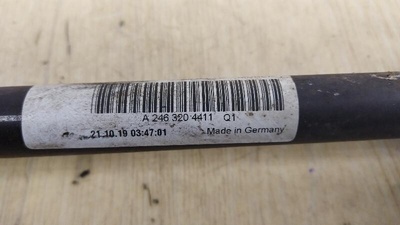 A 246 320 4411 Q1
21.10.19 03:47:01 Made in Germany